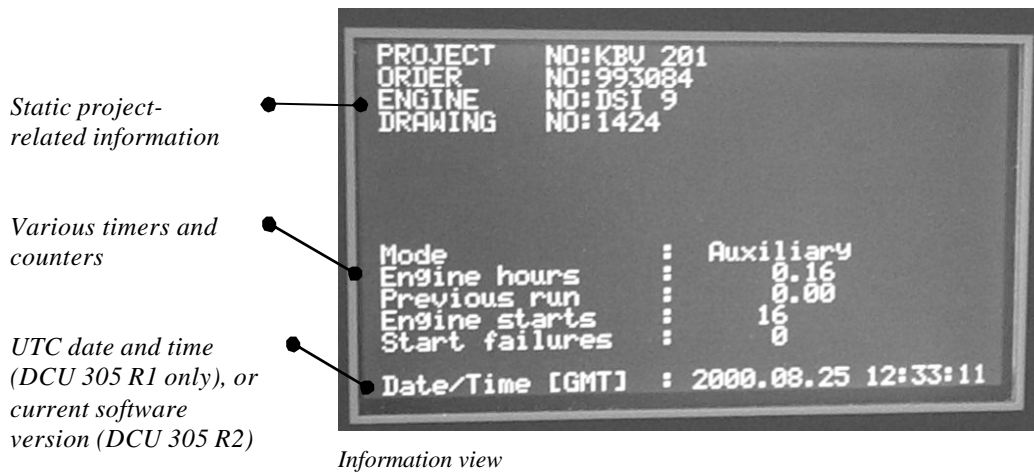 Static project-
related information
Various timers and
counters
UTC date and time
(DCU 305 R1 only), or
current software
version (DCU 305 R2)
PROJECT NO:KBV 201
ORDER NO:993084
ENGINE NO:DSI 9
DRAWING NO:1424
Mode : Auxiliary
Engine hours : 0.16
Previous run : 0.00
Engine starts : 16
Start failures : 0
Date/Time [GMT] : 2000.08.25 12:33:11
Information view